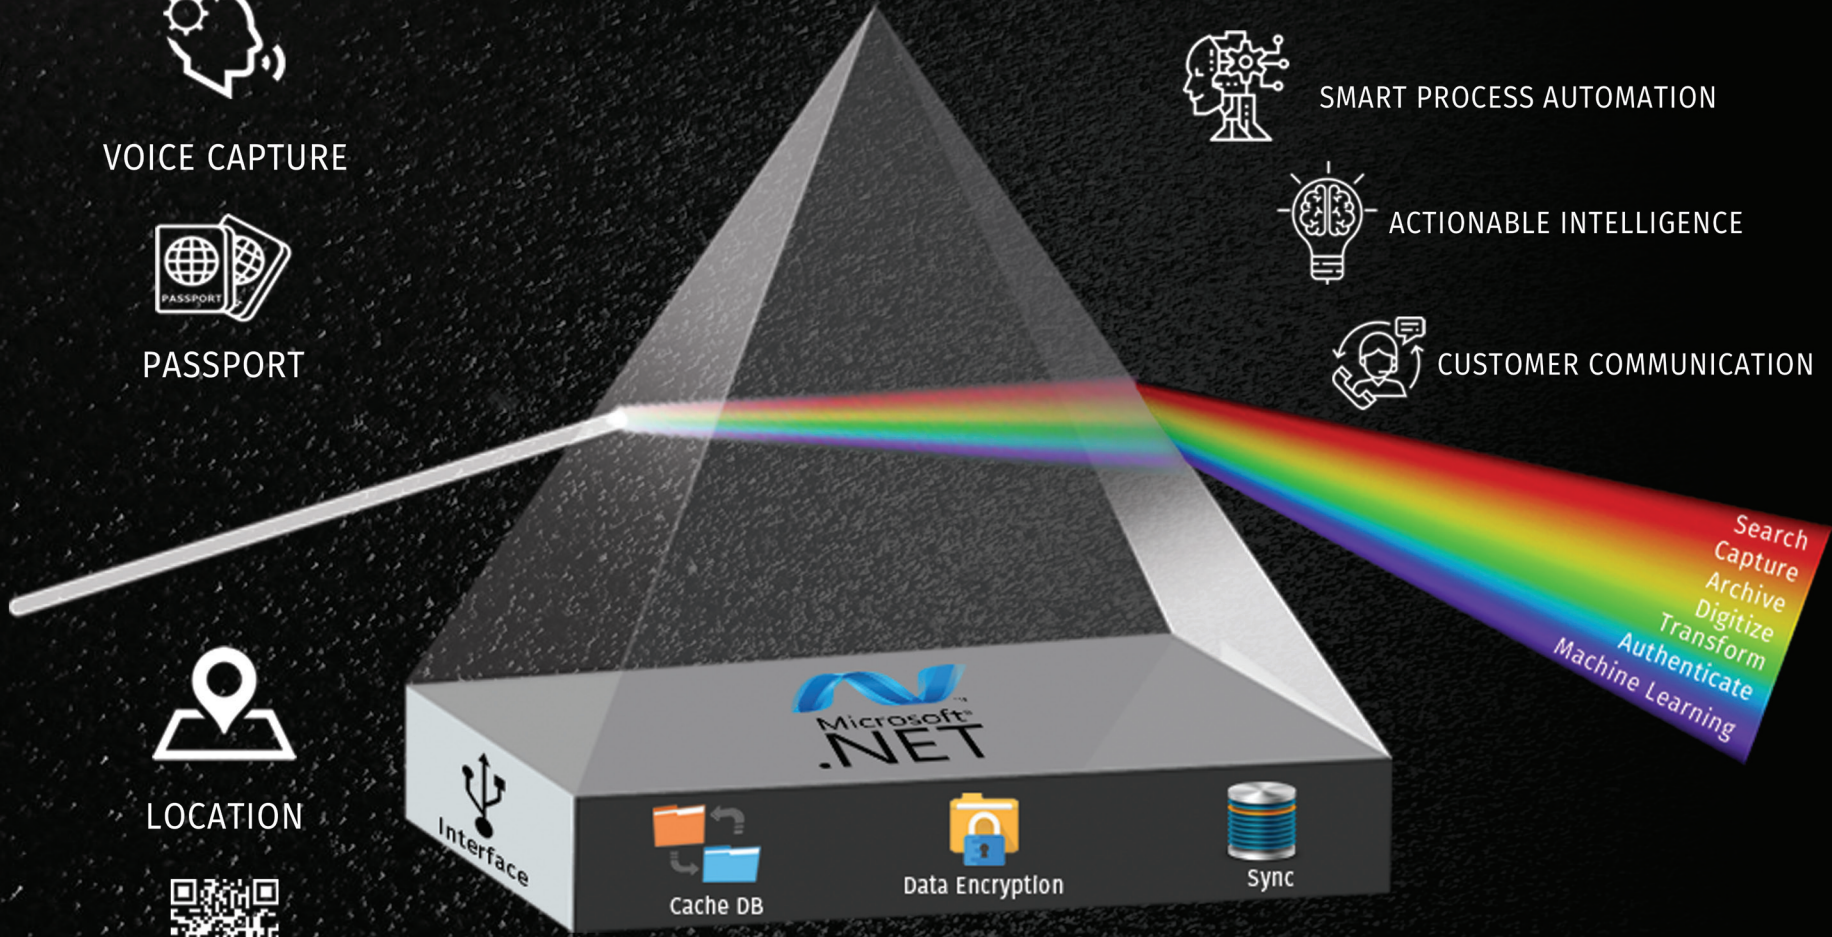 VOICE CAPTURE
PASSPORT
PASSPORT
LOCATION
SMART PROCESS AUTOMATION
ACTIONABLE INTELLIGENCE
CUSTOMER COMMUNICATION
Search
Capture
Archive
Digitize
Transform
Authenticate
Machine Learning
Microsoft®
.NET
Interface
Cache DB
Data Encryption
Sync